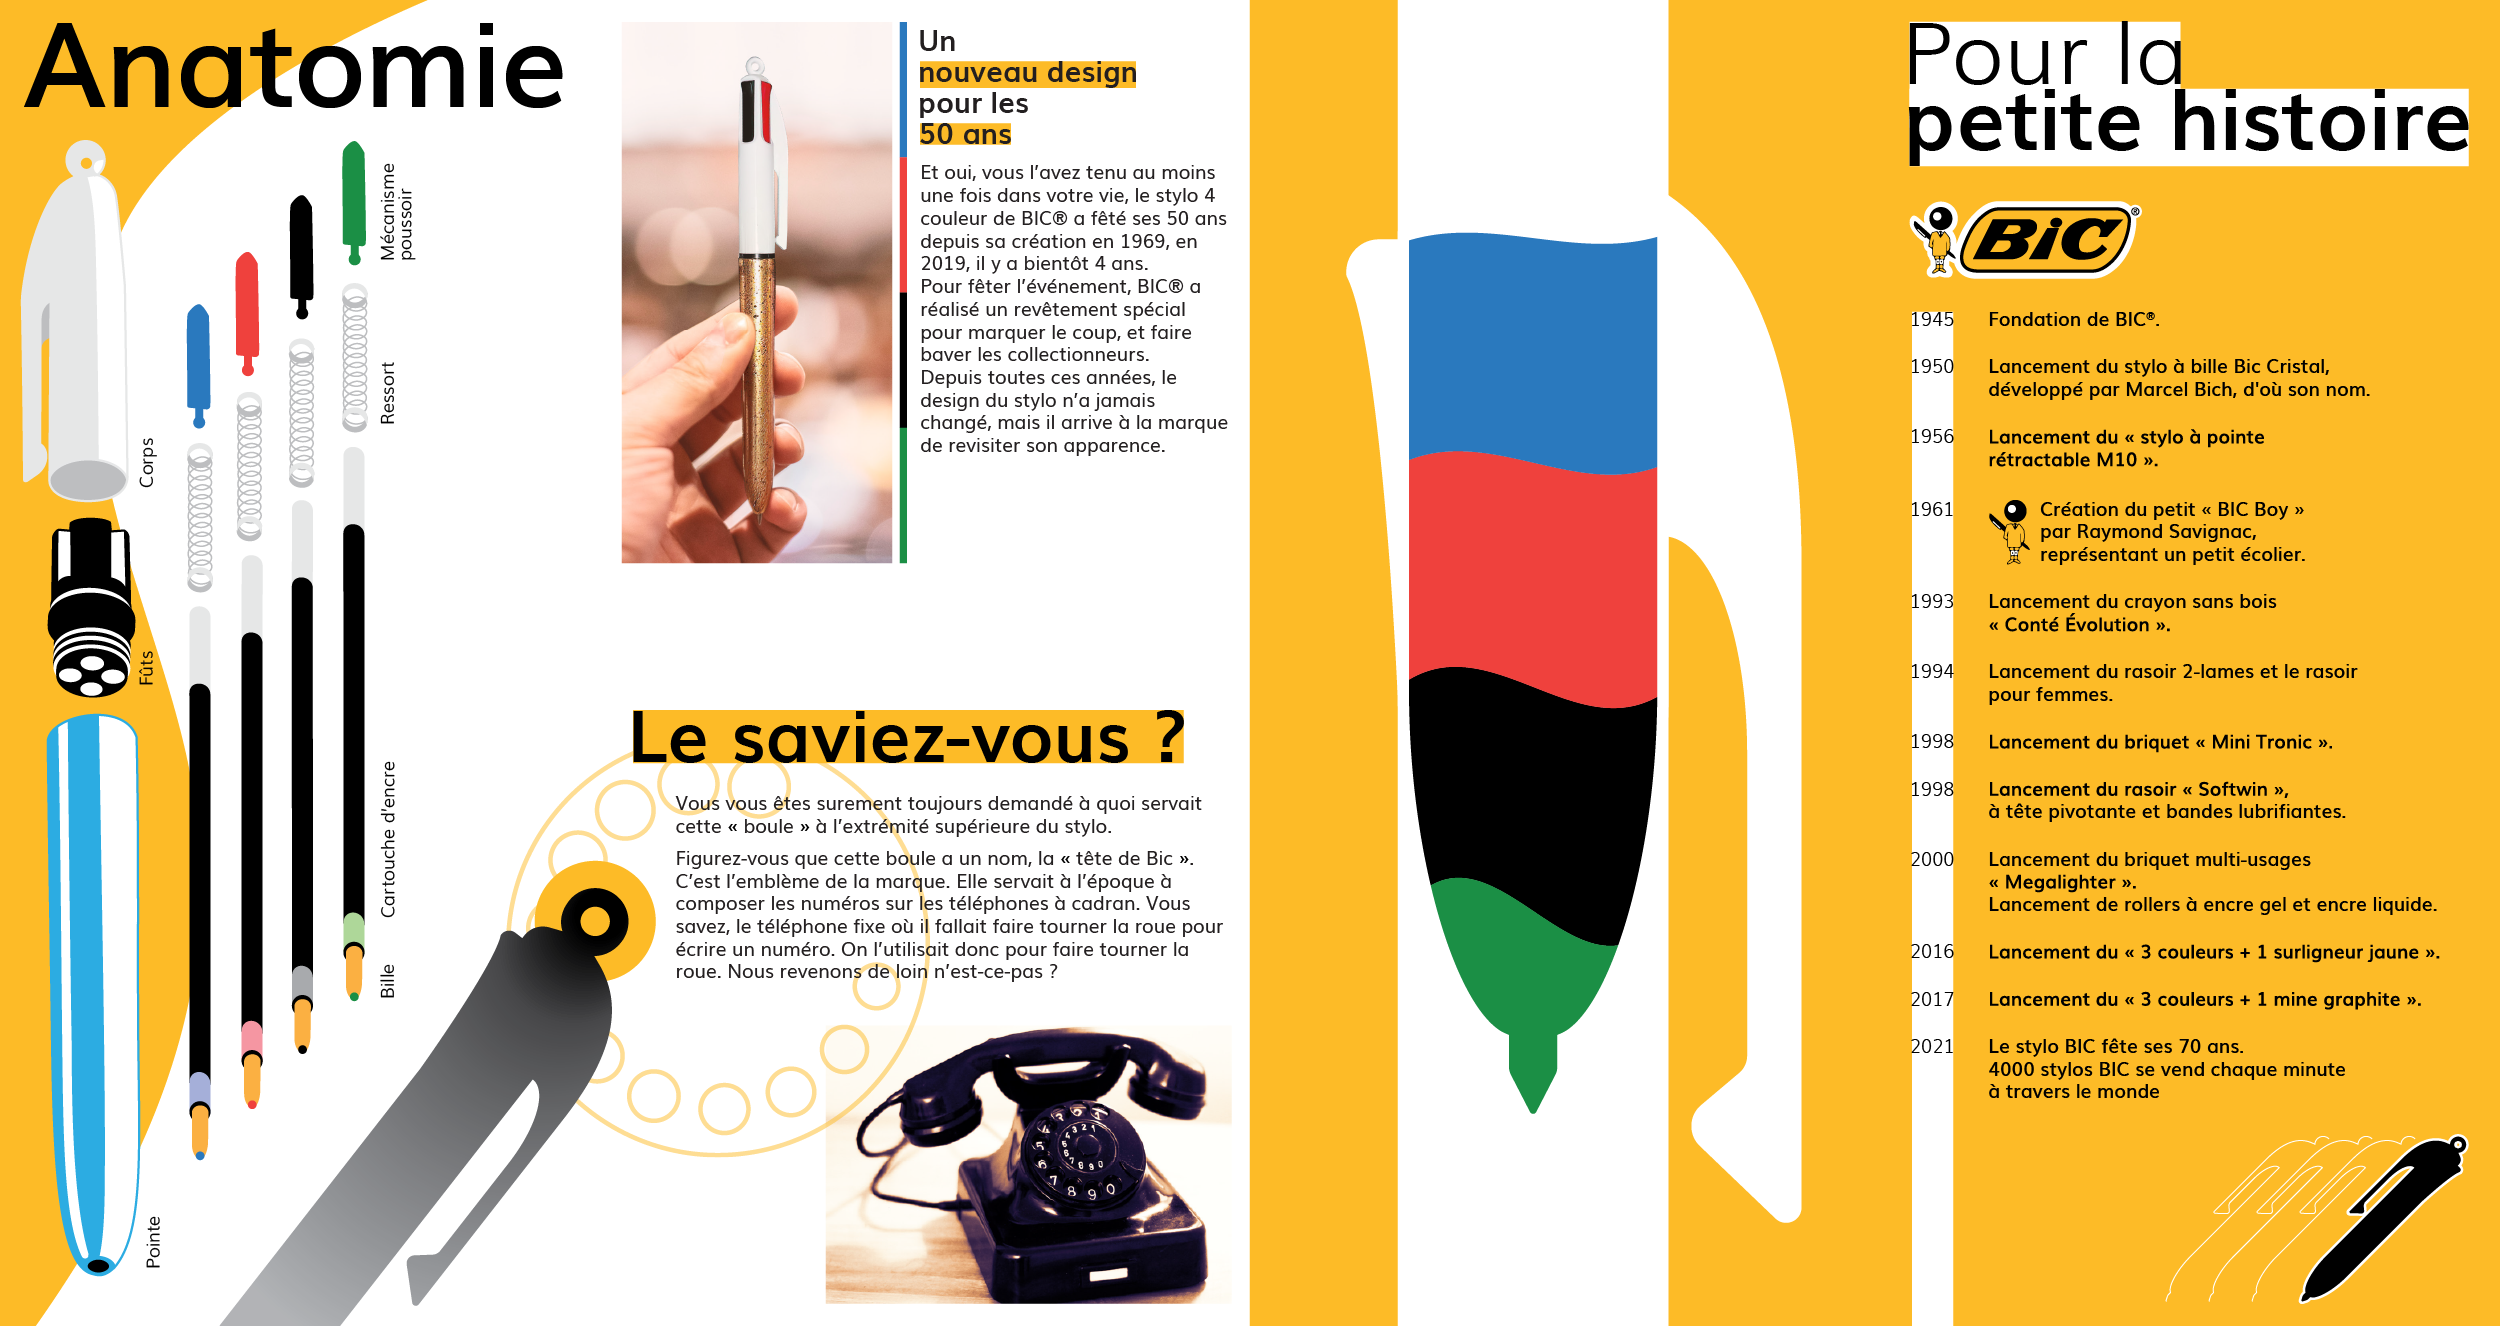 Anatomie
Corps
Fûts
Pointe
Mécanisme
poussoir
Ressort
Cartouche d'encre
Bille
Un
nouveau design
pour les
50 ans
Et oui, vous l'avez tenu au moins
une fois dans votre vie, le stylo 4
couleur de BIC® a fêté ses 50 ans
depuis sa création en 1969, en
2019, il y a bientôt 4 ans.
Pour fêter l'événement, BIC® a
réalisé un revêtement spécial
pour marquer le coup, et faire
baver les collectionneurs.
Depuis toutes ces années, le
design du stylo n'a jamais
changé, mais il arrive à la marque
de revisiter son apparence.
Le saviez-vous ?
Vous vous êtes surement toujours demandé à quoi servait
cette « boule » à l'extrémité supérieure du stylo.
Figurez-vous que cette boule a un nom, la « tête de Bic ».
C'est l'emblème de la marque. Elle servait à l'époque à
composer les numéros sur les téléphones à cadran. Vous
savez, le téléphone fixe où il fallait faire tourner la roue pour
écrire un numéro. On l'utilisait donc pour faire tourner la
roue. Nous revenons de loin n'est-ce-pas ?
Pour la
petite histoire
BiC®
1945 Fondation de BIC®.
1950 Lancement du stylo à bille Bic Cristal,
développé par Marcel Bich, d'où son nom.
1956 Lancement du « stylo à pointe
rétractable M10 ».
1961 Création du petit « BIC Boy »
par Raymond Savignac,
représentant un petit écolier.
1993 Lancement du crayon sans bois
« Conté Évolution ».
1994 Lancement du rasoir 2-lames et le rasoir
pour femmes.
1998 Lancement du briquet « Mini Tronic ».
1998 Lancement du rasoir « Softwin »,
à tête pivotante et bandes lubrifiantes.
2000 Lancement du briquet multi-usages
« Megalighter ».
Lancement de rollers à encre gel et encre liquide.
2016 Lancement du « 3 couleurs + 1 surligneur jaune ».
2017 Lancement du « 3 couleurs + 1 mine graphite ».
2021 Le stylo BIC fête ses 70 ans.
4000 stylos BIC se vend chaque minute
à travers le monde